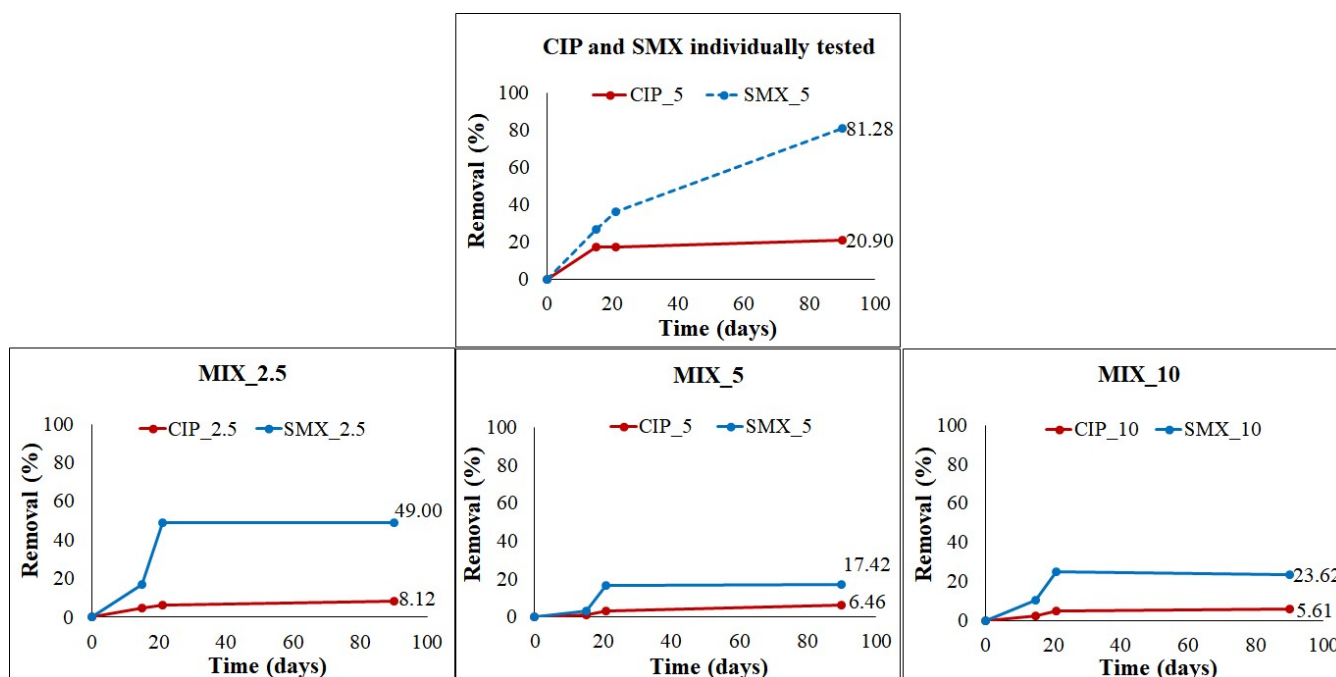 CIP and SMX individually tested
CIP_5 SMX_5
Removal (%)
100
80
60
40
20
0
81.28
20.90
0 20 40 60 80 100
Time (days)
MIX_2.5
CIP_2.5 SMX_2.5
Removal (%)
100
80
60
40
20
0
49.00
8.12
0 20 40 60 80 100
Time (days)
MIX_5
CIP_5 SMX_5
Removal (%)
100
80
60
40
20
0
17.42
6.46
0 20 40 60 80 100
Time (days)
MIX_10
CIP_10 SMX_10
Removal (%)
100
80
60
40
20
0
23.62
5.61
0 20 40 60 80 100
Time (days)